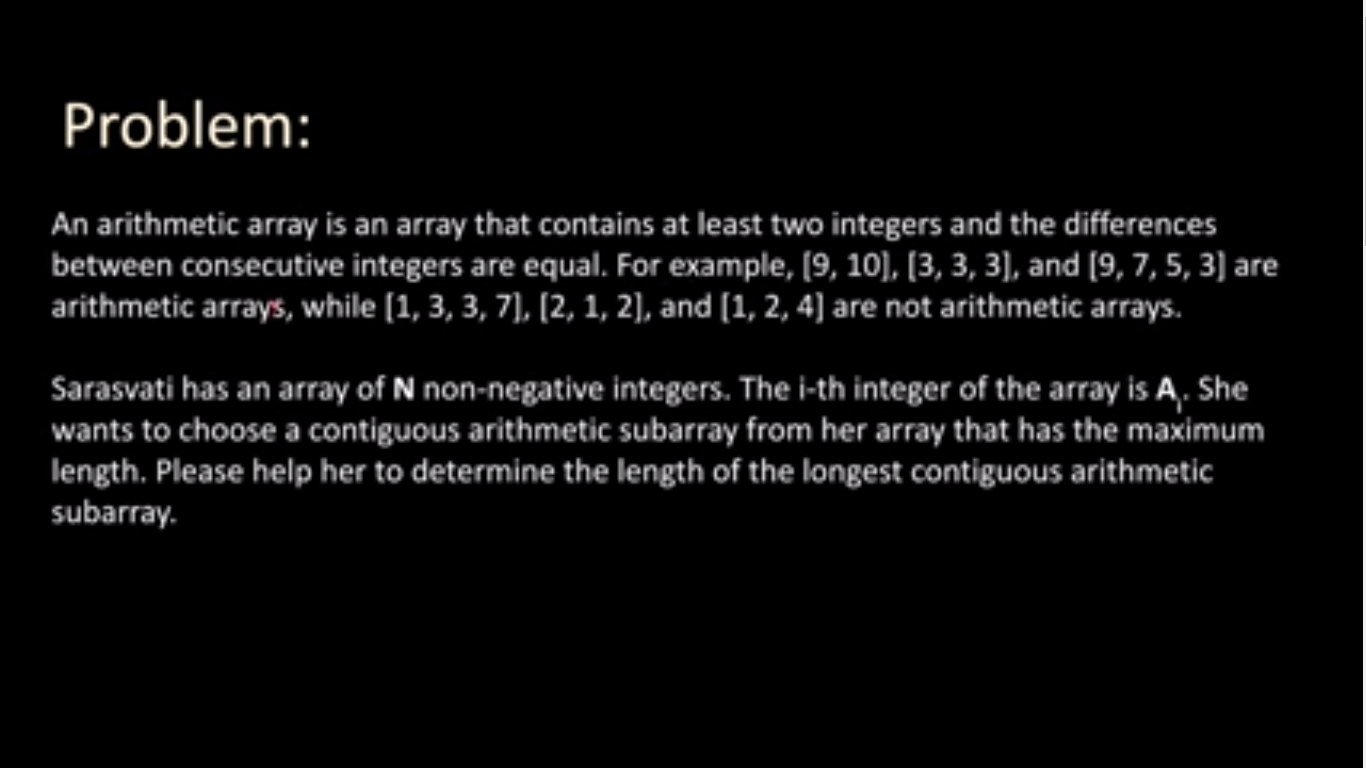 Problem:
An arithmetic array is an array that contains at least two integers and the differences
between consecutive integers are equal. For example, [9, 10], [3, 3, 3], and [9, 7, 5, 3] are
arithmetic arrays, while [1, 3, 3, 7], [2, 1, 2], and [1, 2, 4] are not arithmetic arrays.
Sarasvati has an array of N non-negative integers. The i-th integer of the array is Ai. She
wants to choose a contiguous arithmetic subarray from her array that has the maximum
length. Please help her to determine the length of the longest contiguous arithmetic
subarray.